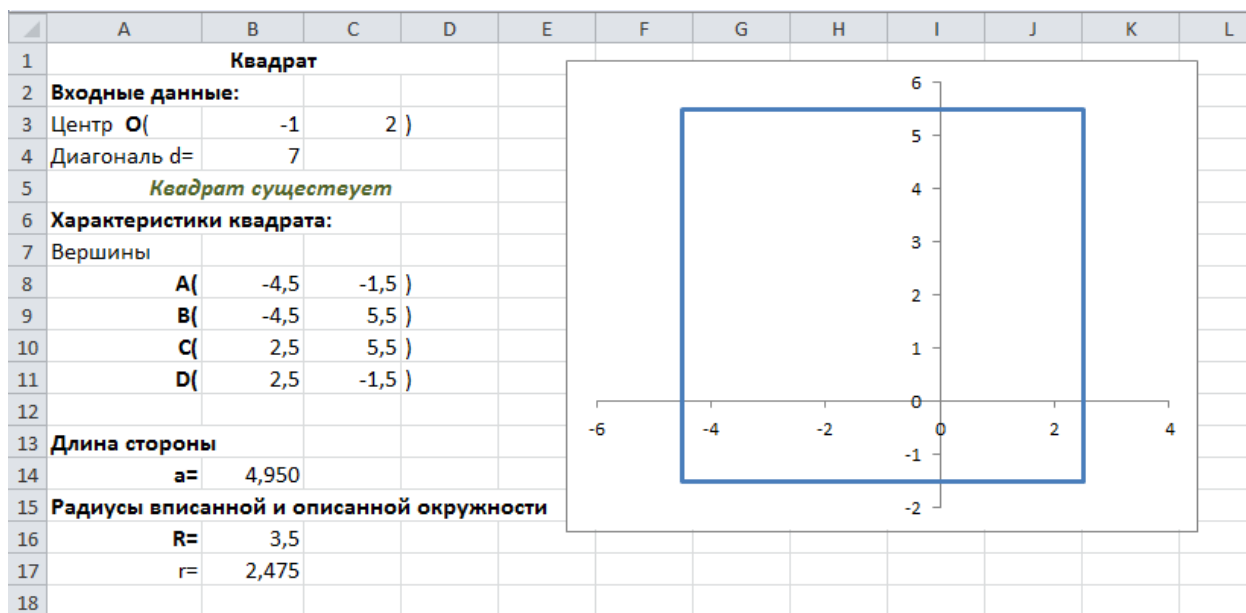 A B C D E F G H I J K L
1 Квадрат
2 Входные данные:
3 Центр O( -1 2 )
4 Диагональ d= 7
5 Квадрат существует
6 Характеристики квадрата:
7 Вершины
8 A( -4,5 -1,5 )
9 B( -4,5 5,5 )
10 C( 2,5 5,5 )
11 D( 2,5 -1,5 )
12
13 Длина стороны
14 a= 4,950
15 Радиусы вписанной и описанной окружности
16 R= 3,5
17 r= 2,475
18
6
5
4
3
2
1
0
-6 -4 -2 0 2 4
-1
-2